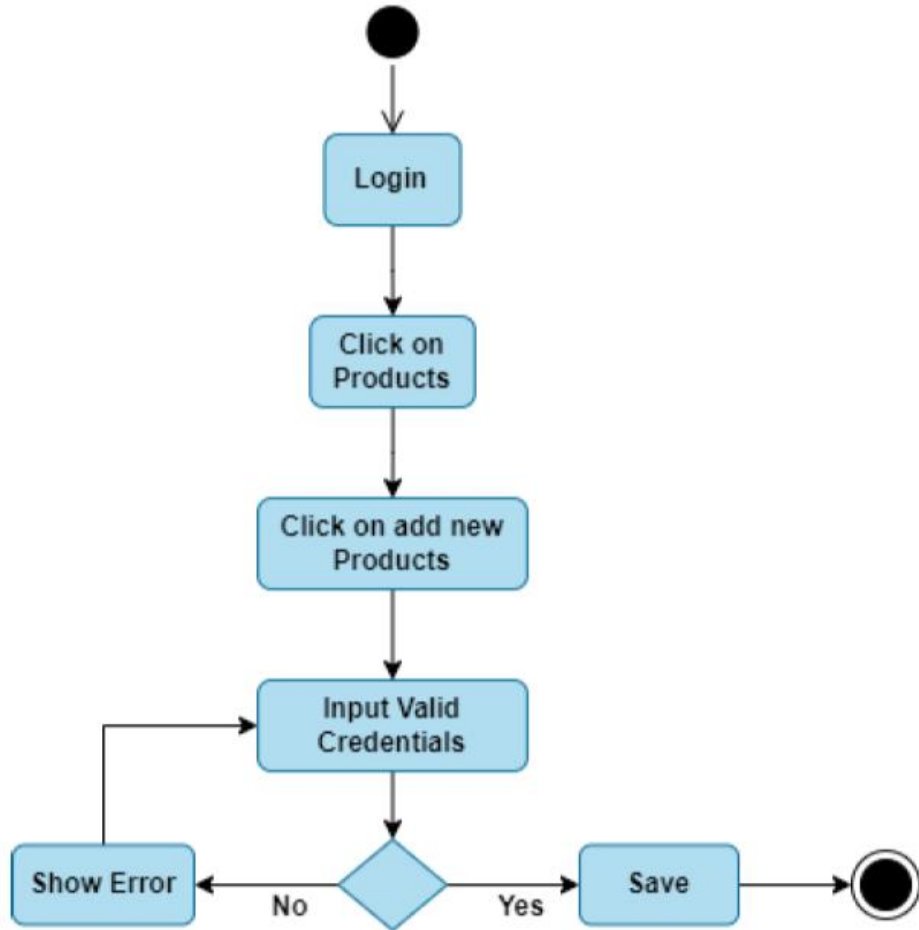 Login
Click on
Products
Click on add new
Products
Input Valid
Credentials
Show Error
No
Yes
Save